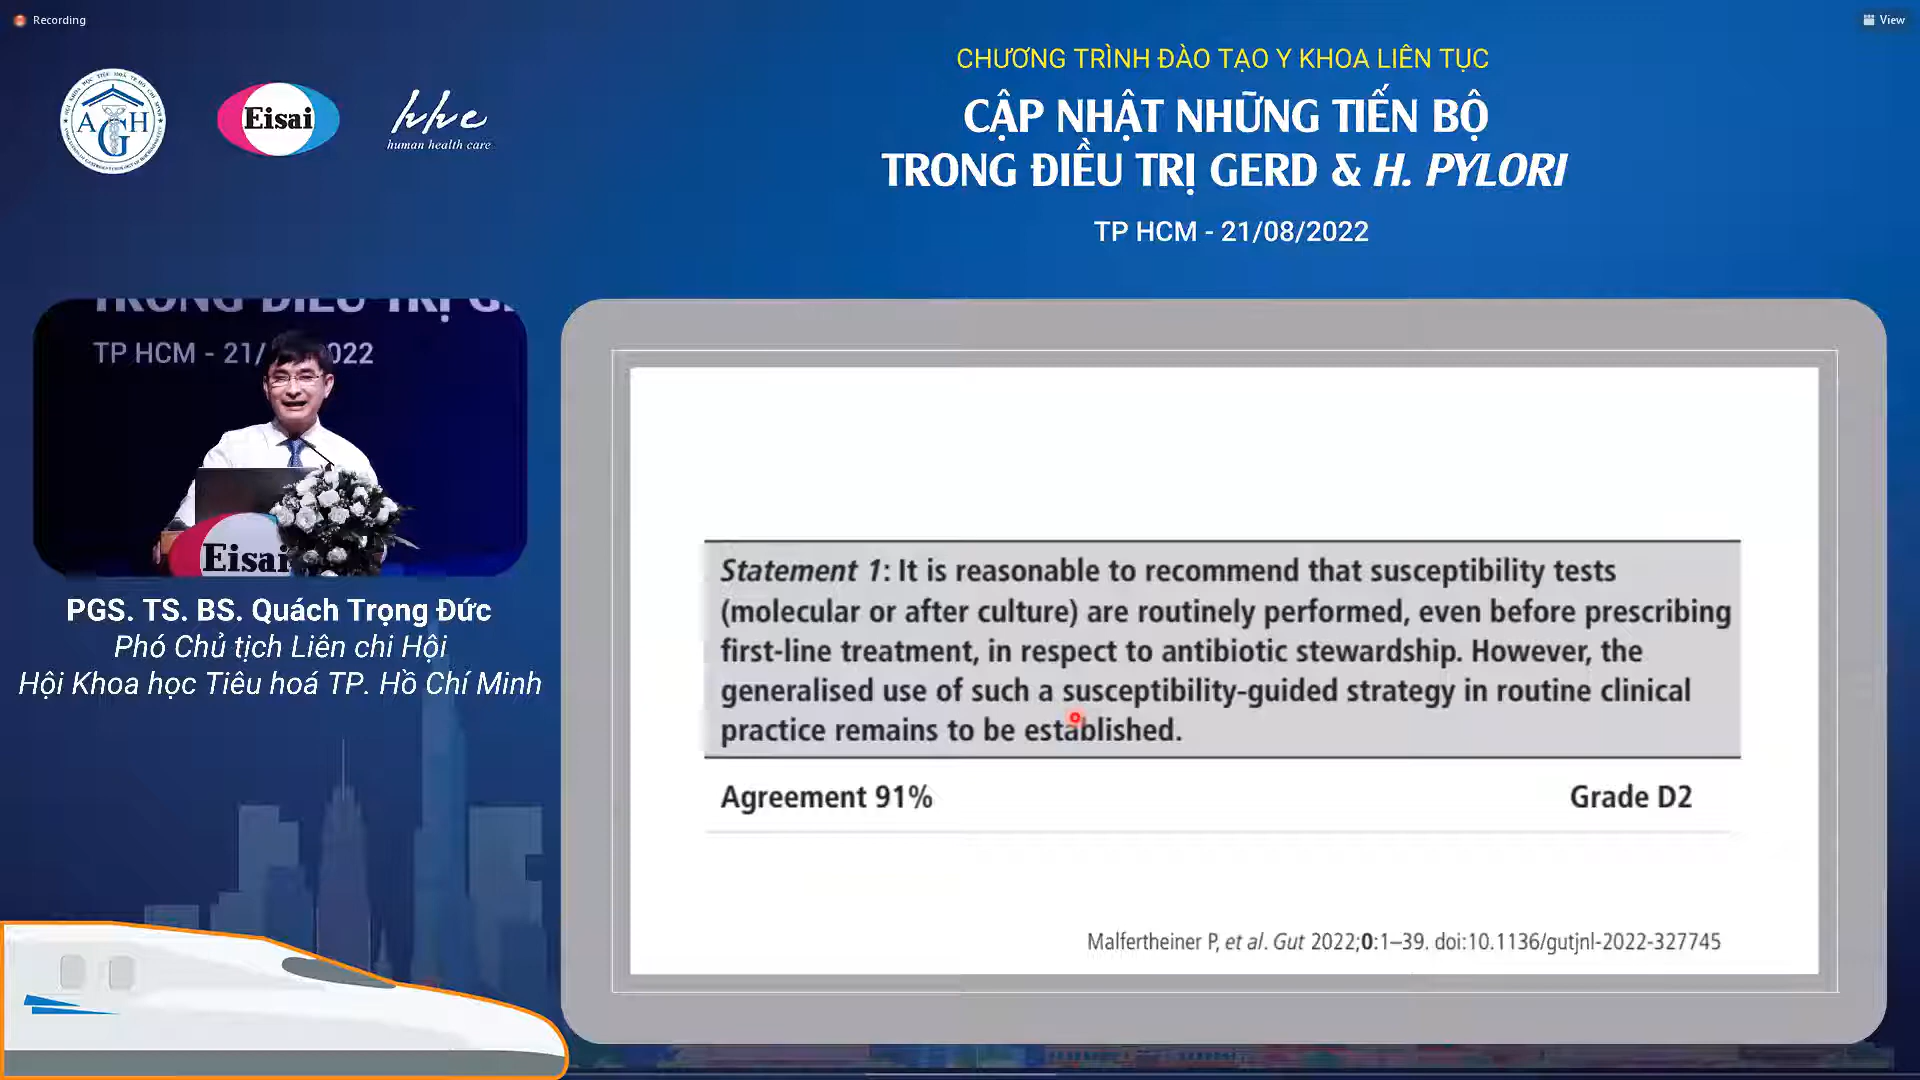 Recording
View
CHƯƠNG TRÌNH ĐÀO TẠO Y KHOA LIÊN TỤC
CẬP NHẬT NHỮNG TIẾN BỘ
TRONG ĐIỀU TRỊ GERD & H. PYLORI
TP HCM - 21/08/2022
AGH
Eisai
hhc
human health care
TRONG ĐIỀU TRỊ G
TP HCM - 21/ 022
Eisai
PGS. TS. BS. Quách Trọng Đức
Phó Chủ tịch Liên chi Hội
Hội Khoa học Tiêu hoá TP. Hồ Chí Minh
Statement 1: It is reasonable to recommend that susceptibility tests
(molecular or after culture) are routinely performed, even before prescribing
first-line treatment, in respect to antibiotic stewardship. However, the
generalised use of such a susceptibility-guided strategy in routine clinical
practice remains to be established.
Agreement 91%
Grade D2
Malfertheiner P, et al. Gut 2022;0:1–39. doi:10.1136/gutjnl-2022-327745